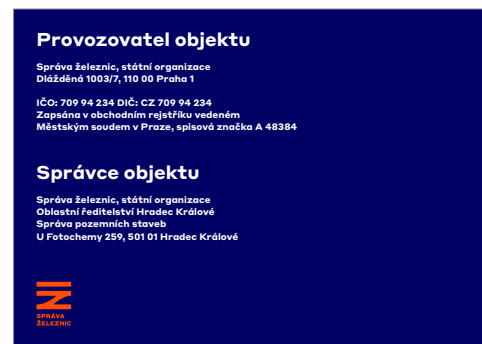 Provozovatel objektu
Správa železnic, státní organizace
Dlážděná 1003/7, 110 00 Praha 1
IČO: 709 94 234 DIČ: CZ 709 94 234
Zapsána v obchodním rejstříku vedeném
Městským soudem v Praze, spisová značka A 48384
Správce objektu
Správa železnic, státní organizace
Oblastní ředitelství Hradec Králové
Správa pozemních staveb
U Fotochemy 259, 501 01 Hradec Králové
SPRÁVA
ŽELEZNIC